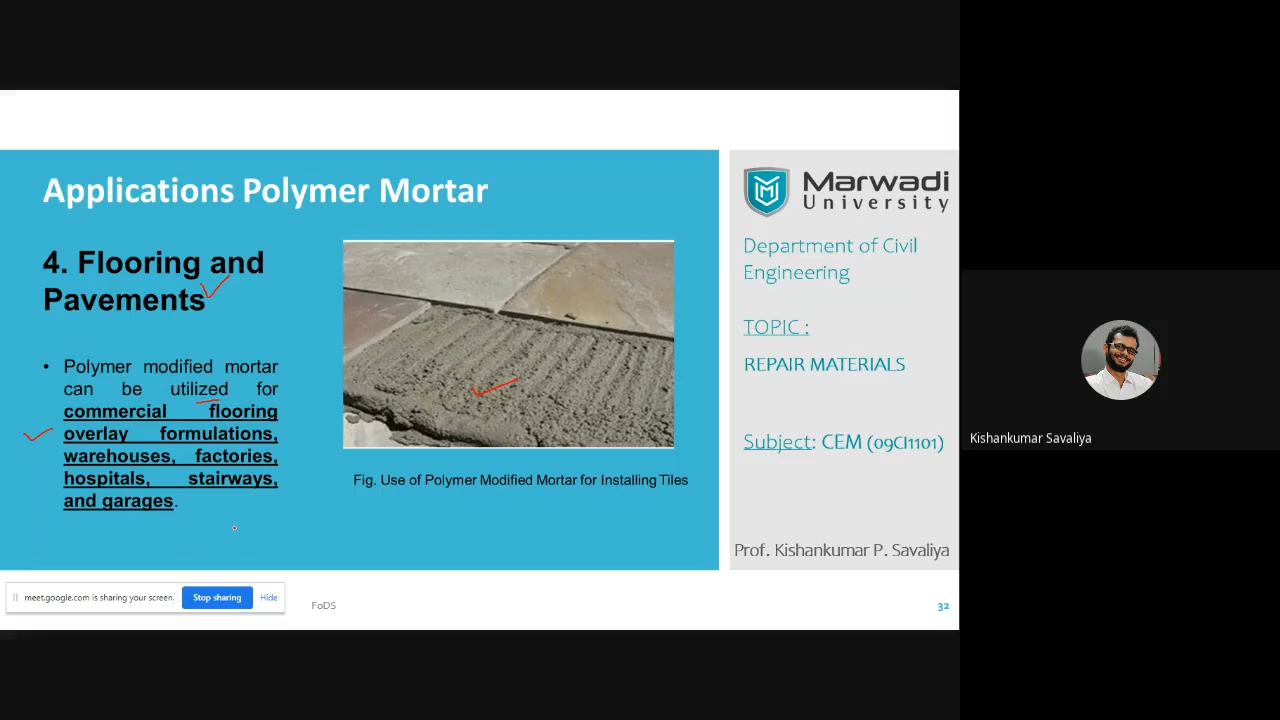 Applications Polymer Mortar
4. Flooring and
Pavements
• Polymer modified mortar
can be utilized for
commercial flooring
overlay formulations,
warehouses, factories,
hospitals, stairways,
and garages.
Fig. Use of Polymer Modified Mortar for Installing Tiles
Marwadi
University
Department of Civil
Engineering
TOPIC :
REPAIR MATERIALS
Subject: CEM (09CI1101)
Prof. Kishankumar P. Savaliya
meet.google.com is sharing your screen. Stop sharing Hide
FoDS
32
Kishankumar Savaliya